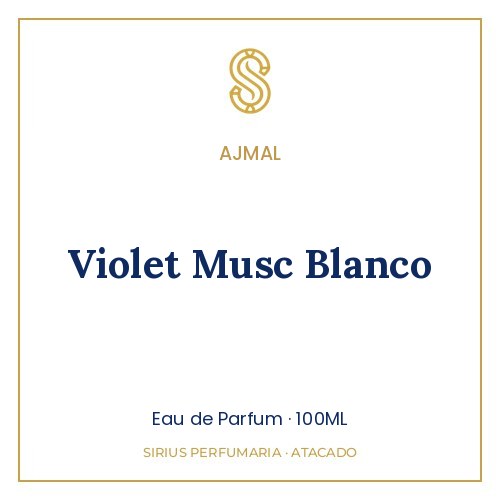 AJMAL
Violet Musc Blanco
Eau de Parfum · 100ML
SIRIUS PERFUMARIA · ATACADO